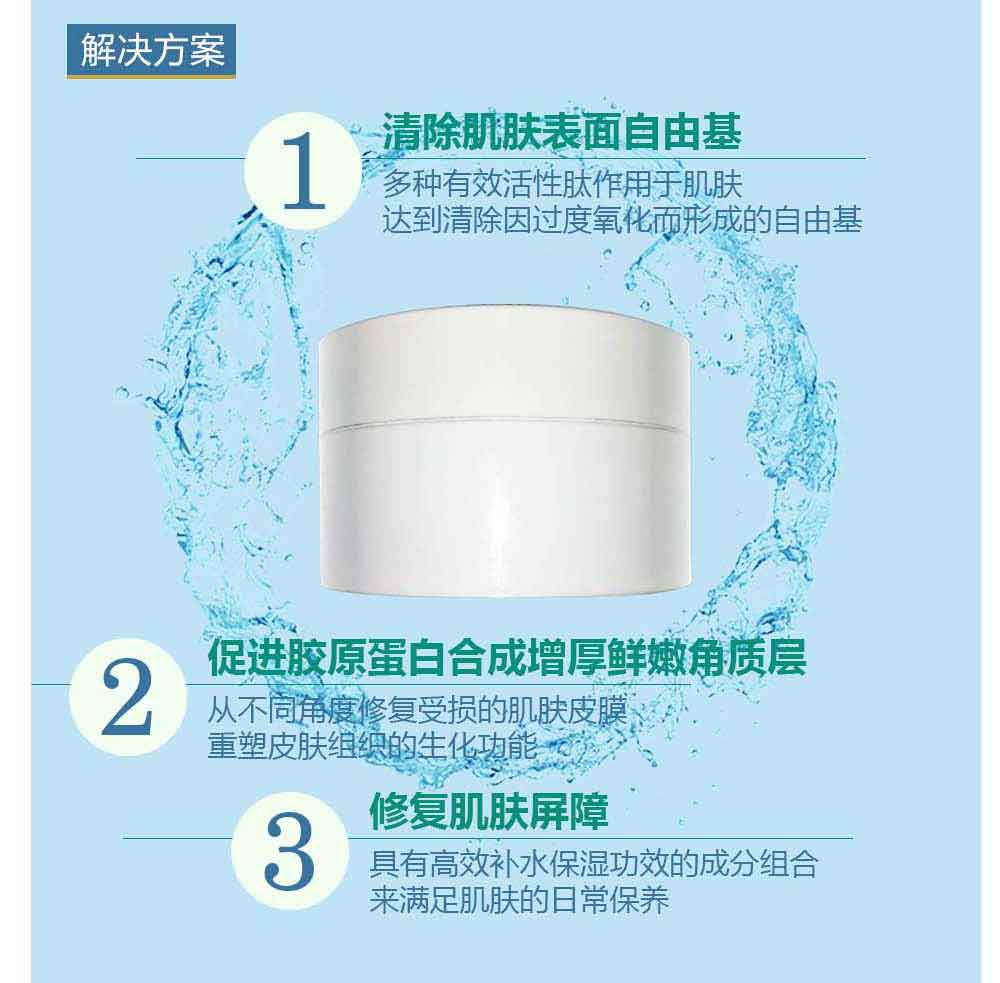 解决方案
1
清除肌肤表面自由基
多种有效活性肽作用于肌肤
达到清除因过度氧化而形成的自由基
2
促进胶原蛋白合成增厚鲜嫩角质层
从不同角度修复受损的肌肤皮膜
重塑皮肤组织的生化功能
3
修复肌肤屏障
具有高效补水保湿功效的成分组合
来满足肌肤的日常保养